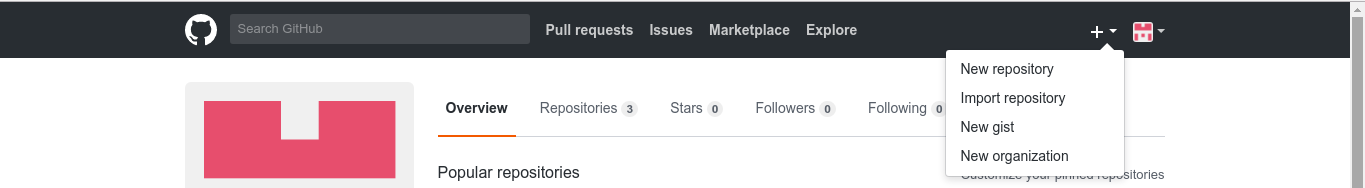 Search GitHub Pull requests Issues Marketplace Explore
New repository
Import repository
New gist
New organization
Overview Repositories 3 Stars 0 Followers 0 Following 0
Popular repositories
Customize your pinned repositories